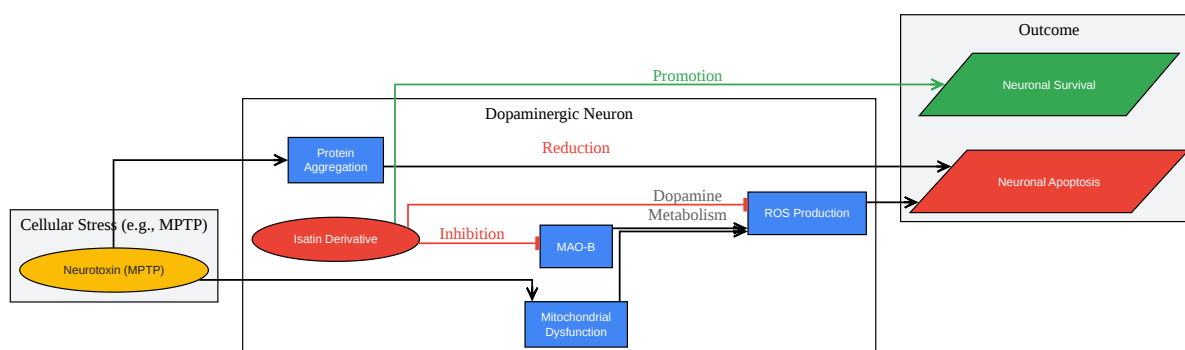 Outcome
Promotion
Neuronal Survival
Dopaminergic Neuron
Protein
Aggregation
Reduction
Neuronal Apoptosis
Cellular Stress (e.g., MPTP)
Dopamine
Metabolism
ROS Production
Isatin Derivative
Inhibition
MAO-B
Neurotoxin (MPTP)
Mitochondrial
Dysfunction